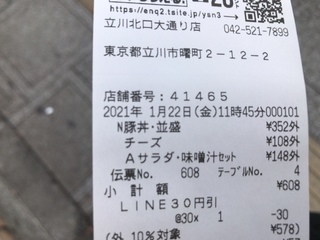 https://enq2.tsite.jp/ysn3
立川北口大通り店 042-521-7899
東京都立川市曙町2-12-2
店舗番号:41465
2021年 1月22日(金)11時45分000101
N豚丼・並盛 ¥352外
チーズ ¥108外
Aサラダ・味噌汁セット ¥148外
伝票No. 608 テーブルNo. 4
小 計 額 ¥608
LINE30円引
@30x 1 -30
(外 10%対象 ¥578)